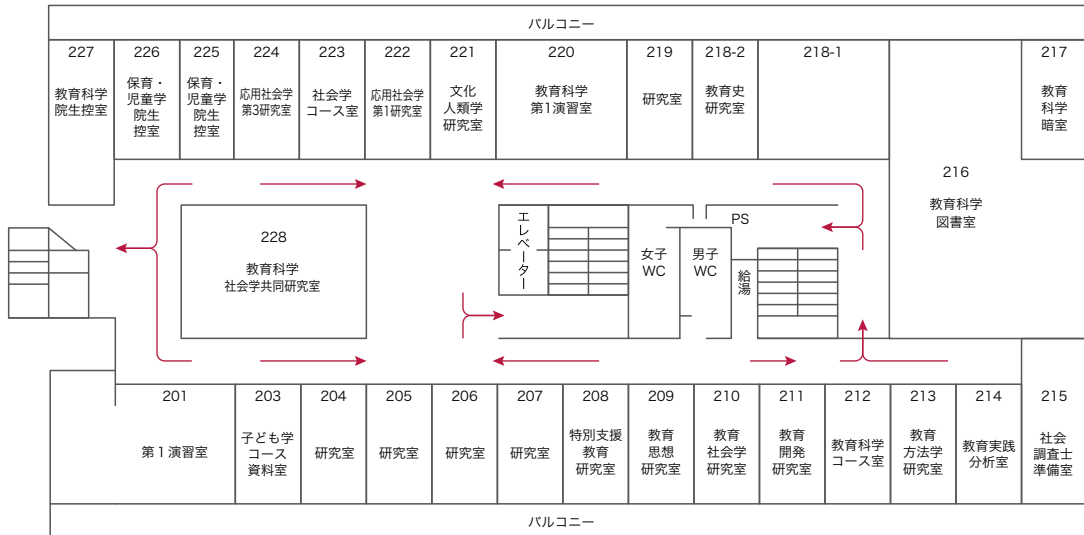 バルコニー
227
教育科学
院生控室
226
保育・
児童学
院生
控室
225
保育・
児童学
院生
控室
224
応用社会学
第3研究室
223
社会学
コース室
222
応用社会学
第1研究室
221
文化
人類学
研究室
220
教育科学
第1演習室
219
研究室
218-2
教育史
研究室
218-1
217
教育
科学
暗室
216
教育科学
図書室
228
教育科学
社会学共同研究室
エレベーター
女子
WC
男子
WC
PS
給湯
201
第1演習室
203
子ども学
コース
資料室
204
研究室
205
研究室
206
研究室
207
研究室
208
特別支援
教育
研究室
209
教育
思想
研究室
210
教育
社会学
研究室
211
教育
開発
研究室
212
教育科学
コース室
213
教育
方法学
研究室
214
教育実践
分析室
215
社会
調査士
準備室
バルコニー